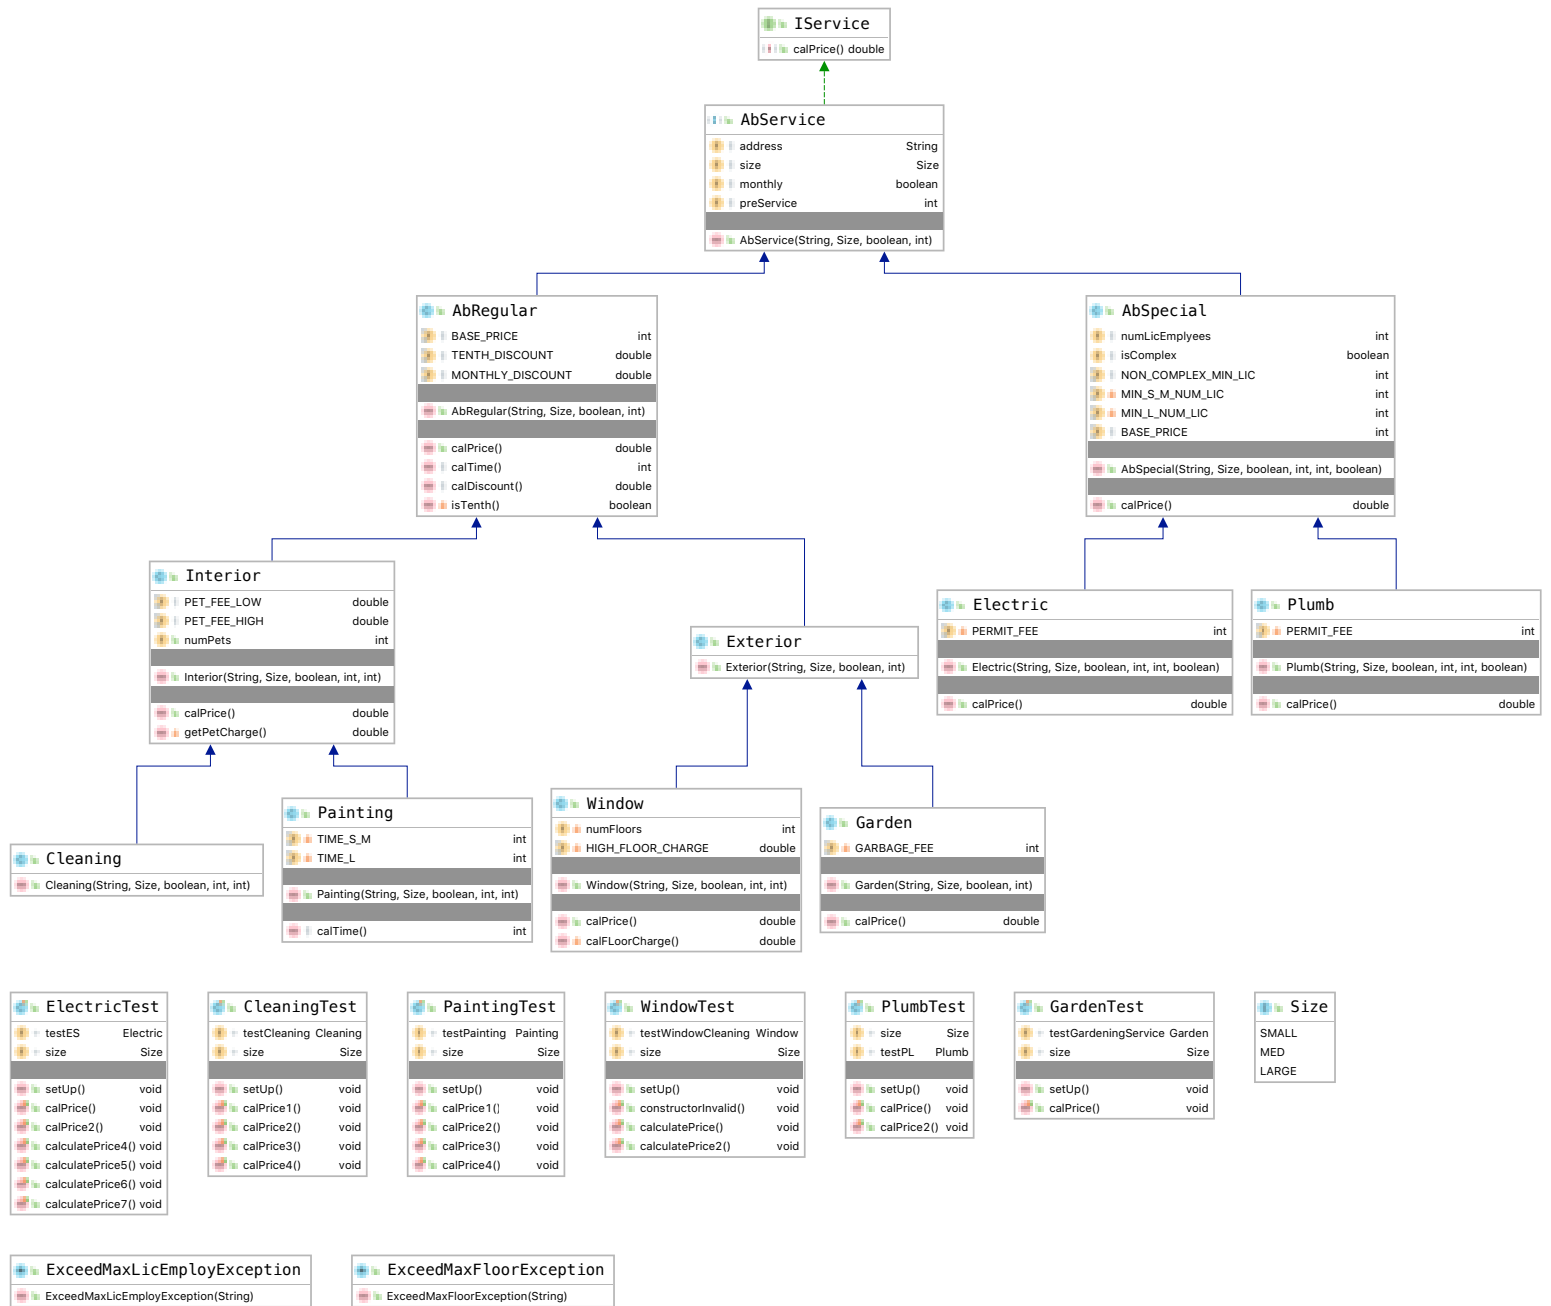 IService
calPrice() double
AbService
address String
size Size
monthly boolean
preService int
AbService(String, Size, boolean, int)
AbRegular
BASE_PRICE int
TENTH_DISCOUNT double
MONTHLY_DISCOUNT double
AbRegular(String, Size, boolean, int)
calPrice() double
calTime() int
calDiscount() double
isTenth() boolean
AbSpecial
numLicEmplyees int
isComplex boolean
NON_COMPLEX_MIN_LIC int
MIN_S_M_NUM_LIC int
MIN_L_NUM_LIC int
BASE_PRICE int
AbSpecial(String, Size, boolean, int, int, boolean)
calPrice() double
Interior
PET_FEE_LOW double
PET_FEE_HIGH double
numPets int
Interior(String, Size, boolean, int, int)
calPrice() double
getPetCharge() double
Exterior
Exterior(String, Size, boolean, int)
Electric
PERMIT_FEE int
Electric(String, Size, boolean, int, int, boolean)
calPrice() double
Plumb
PERMIT_FEE int
Plumb(String, Size, boolean, int, int, boolean)
calPrice() double
Cleaning
Cleaning(String, Size, boolean, int, int)
Painting
TIME_S_M int
TIME_L int
Painting(String, Size, boolean, int, int)
calTime() int
Window
numFloors int
HIGH_FLOOR_CHARGE double
Window(String, Size, boolean, int, int)
calPrice() double
calFLoorCharge() double
Garden
GARBAGE_FEE int
Garden(String, Size, boolean, int)
calPrice() double
ElectricTest
testES Electric
size Size
setUp() void
calPrice() void
calPrice2() void
calculatePrice4() void
calculatePrice5() void
calculatePrice6() void
calculatePrice7() void
CleaningTest
testCleaning Cleaning
size Size
setUp() void
calPrice1() void
calPrice2() void
calPrice3() void
calPrice4() void
PaintingTest
testPainting Painting
size Size
setUp() void
calPrice1() void
calPrice2() void
calPrice3() void
calPrice4() void
WindowTest
testWindowCleaning Window
size Size
setUp() void
constructorInvalid() void
calculatePrice() void
calculatePrice2() void
PlumbTest
size Size
testPL Plumb
setUp() void
calPrice() void
calPrice2() void
GardenTest
testGardeningService Garden
size Size
setUp() void
calPrice() void
Size
SMALL
MED
LARGE
ExceedMaxLicEmployException
ExceedMaxLicEmployException(String)
ExceedMaxFloorException
ExceedMaxFloorException(String)